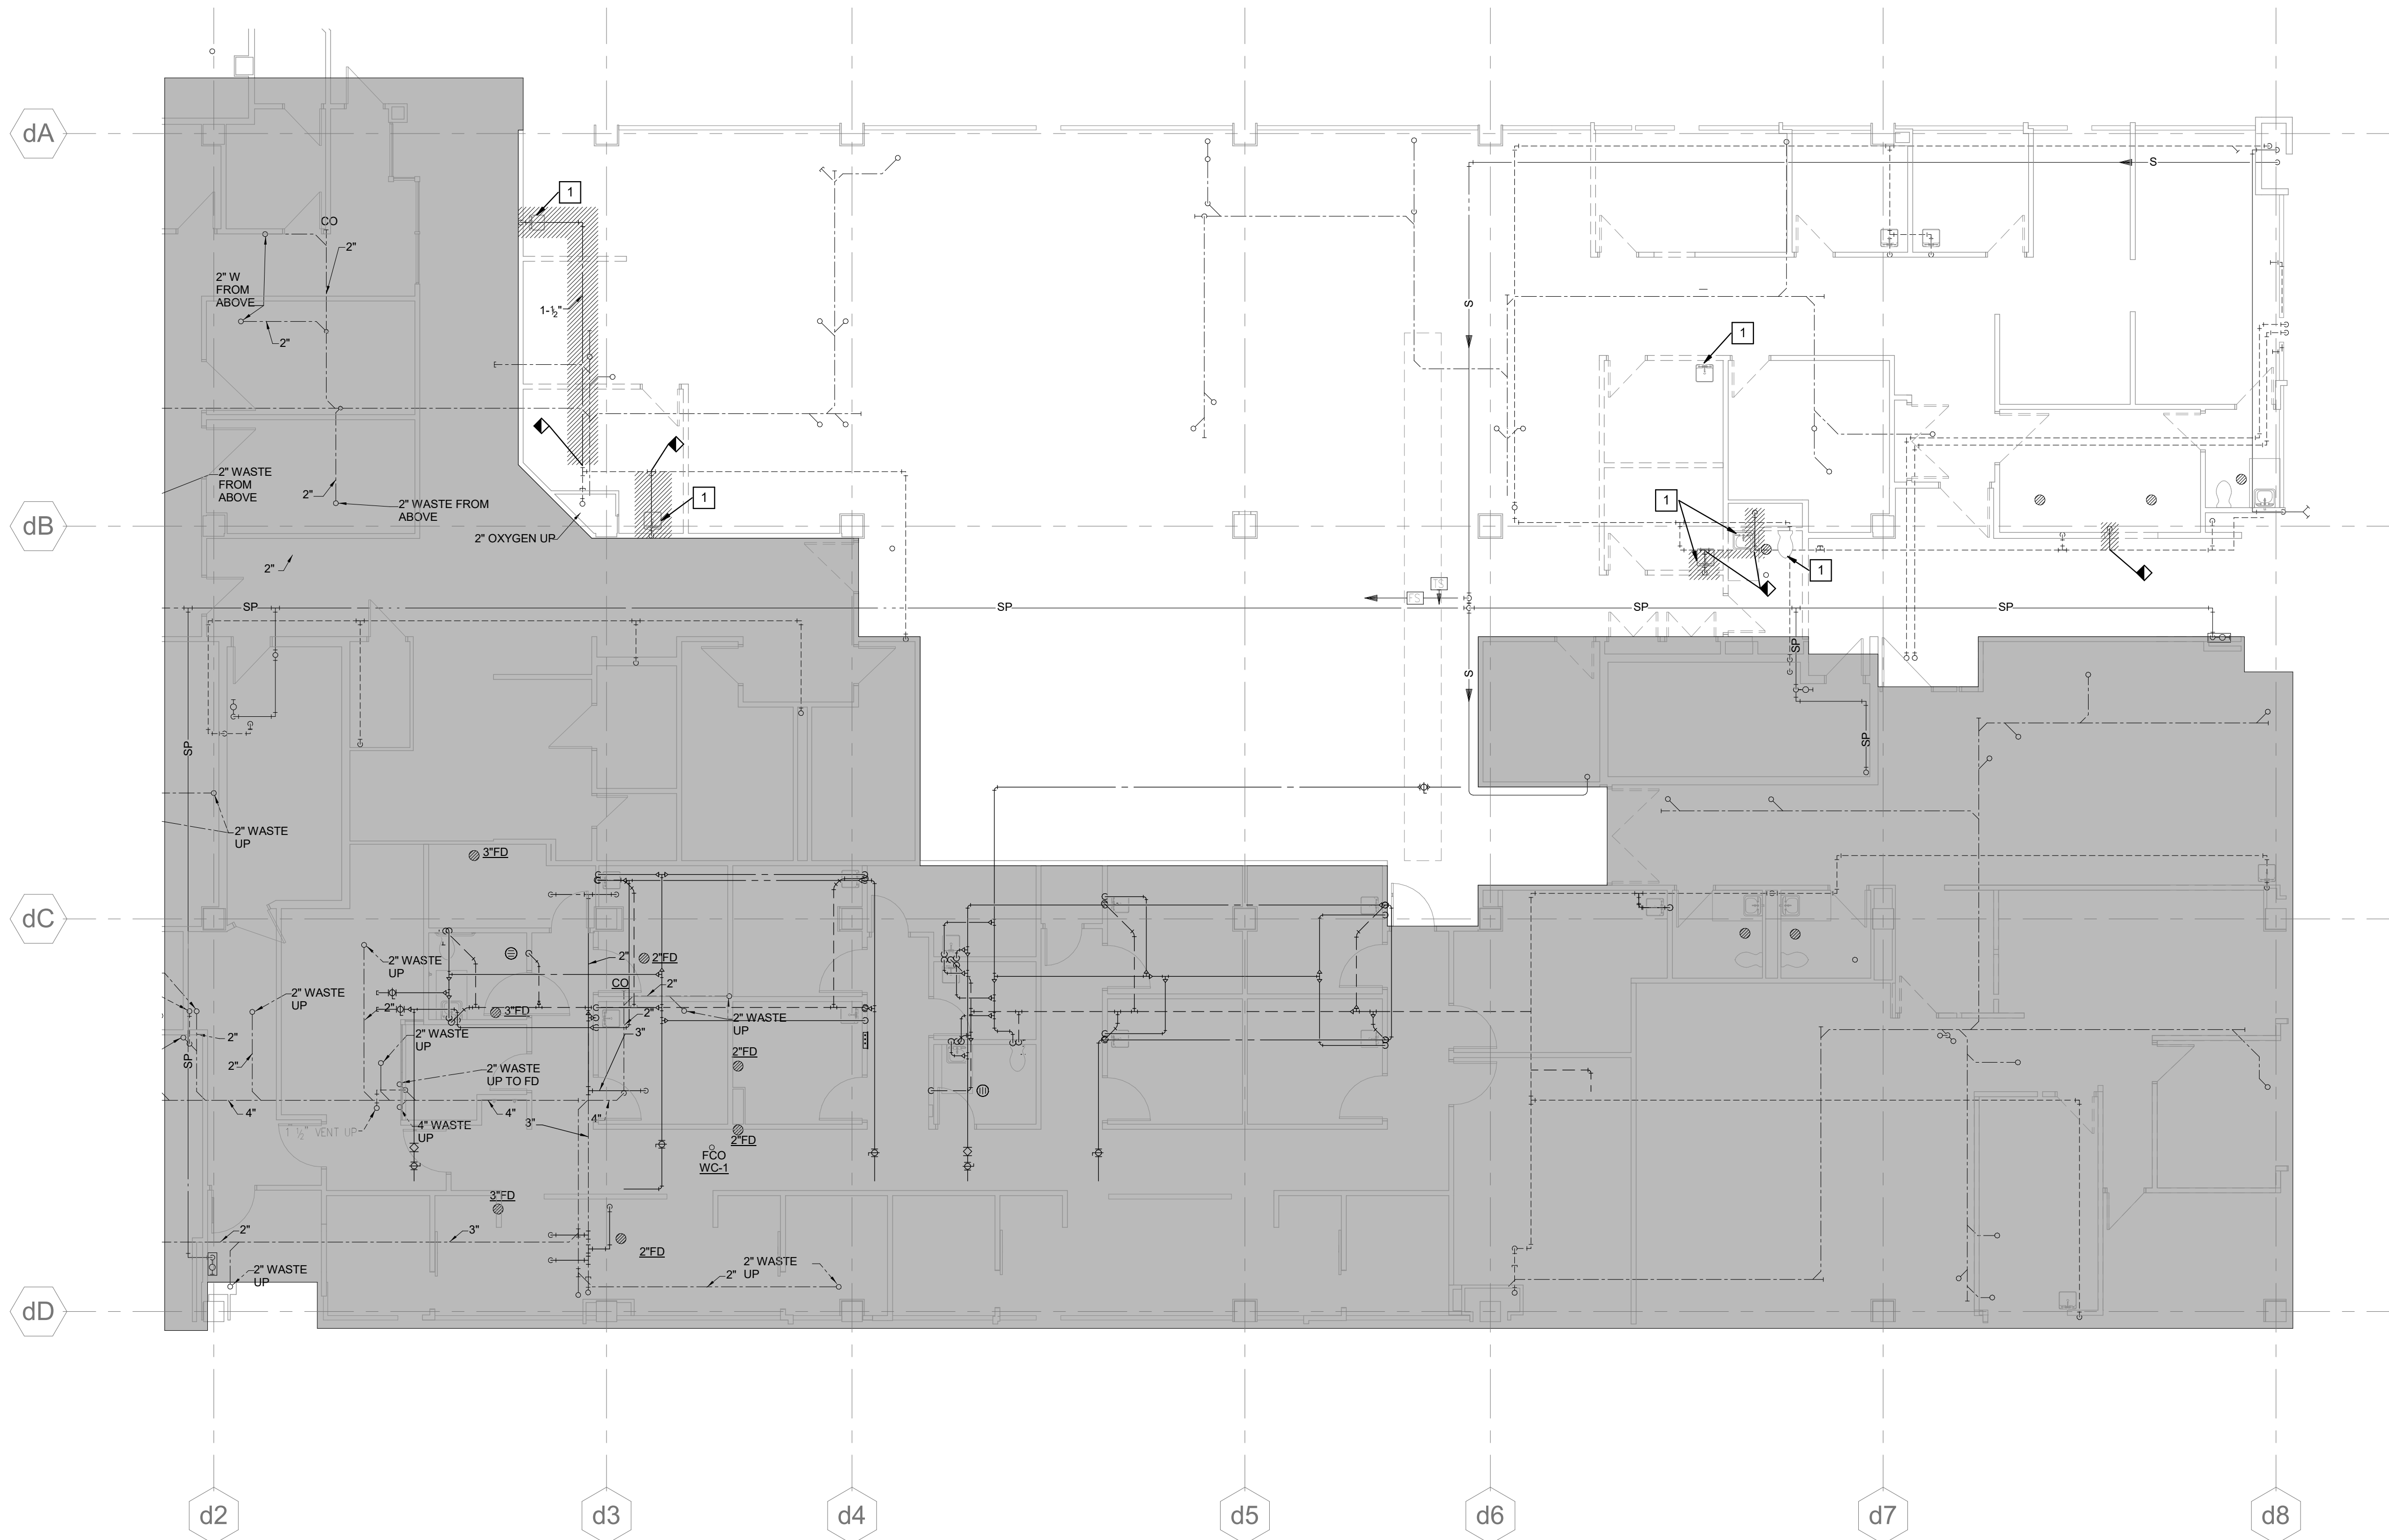 dA
dB
dC
dD
d2
d3
d4
d5
d6
d7
d8
CO
2"
2" W
FROM
ABOVE
2"
1
1-½"
S
S
1
2" WASTE
FROM
ABOVE
2"
2" WASTE FROM
ABOVE
1
1
2" OXYGEN UP
2"
1
FS
FS
SP
SP
SP
SP
S
SP
SP
SP
2" WASTE
UP
3"FD
2" WASTE
UP
2"
2"FD
CO
2"
2" WASTE
UP
2"
3"FD
2"
2" WASTE
UP
3"
2"
2" WASTE
UP
2"
SP
2"FD
2" WASTE
UP TO FD
4"
4"
4"
3"
4" WASTE
UP
1 ½" VENT UP
2"FD
FCO
WC-1
3"FD
2"
3"
2"FD
2" WASTE
UP
2"
2" WASTE
UP